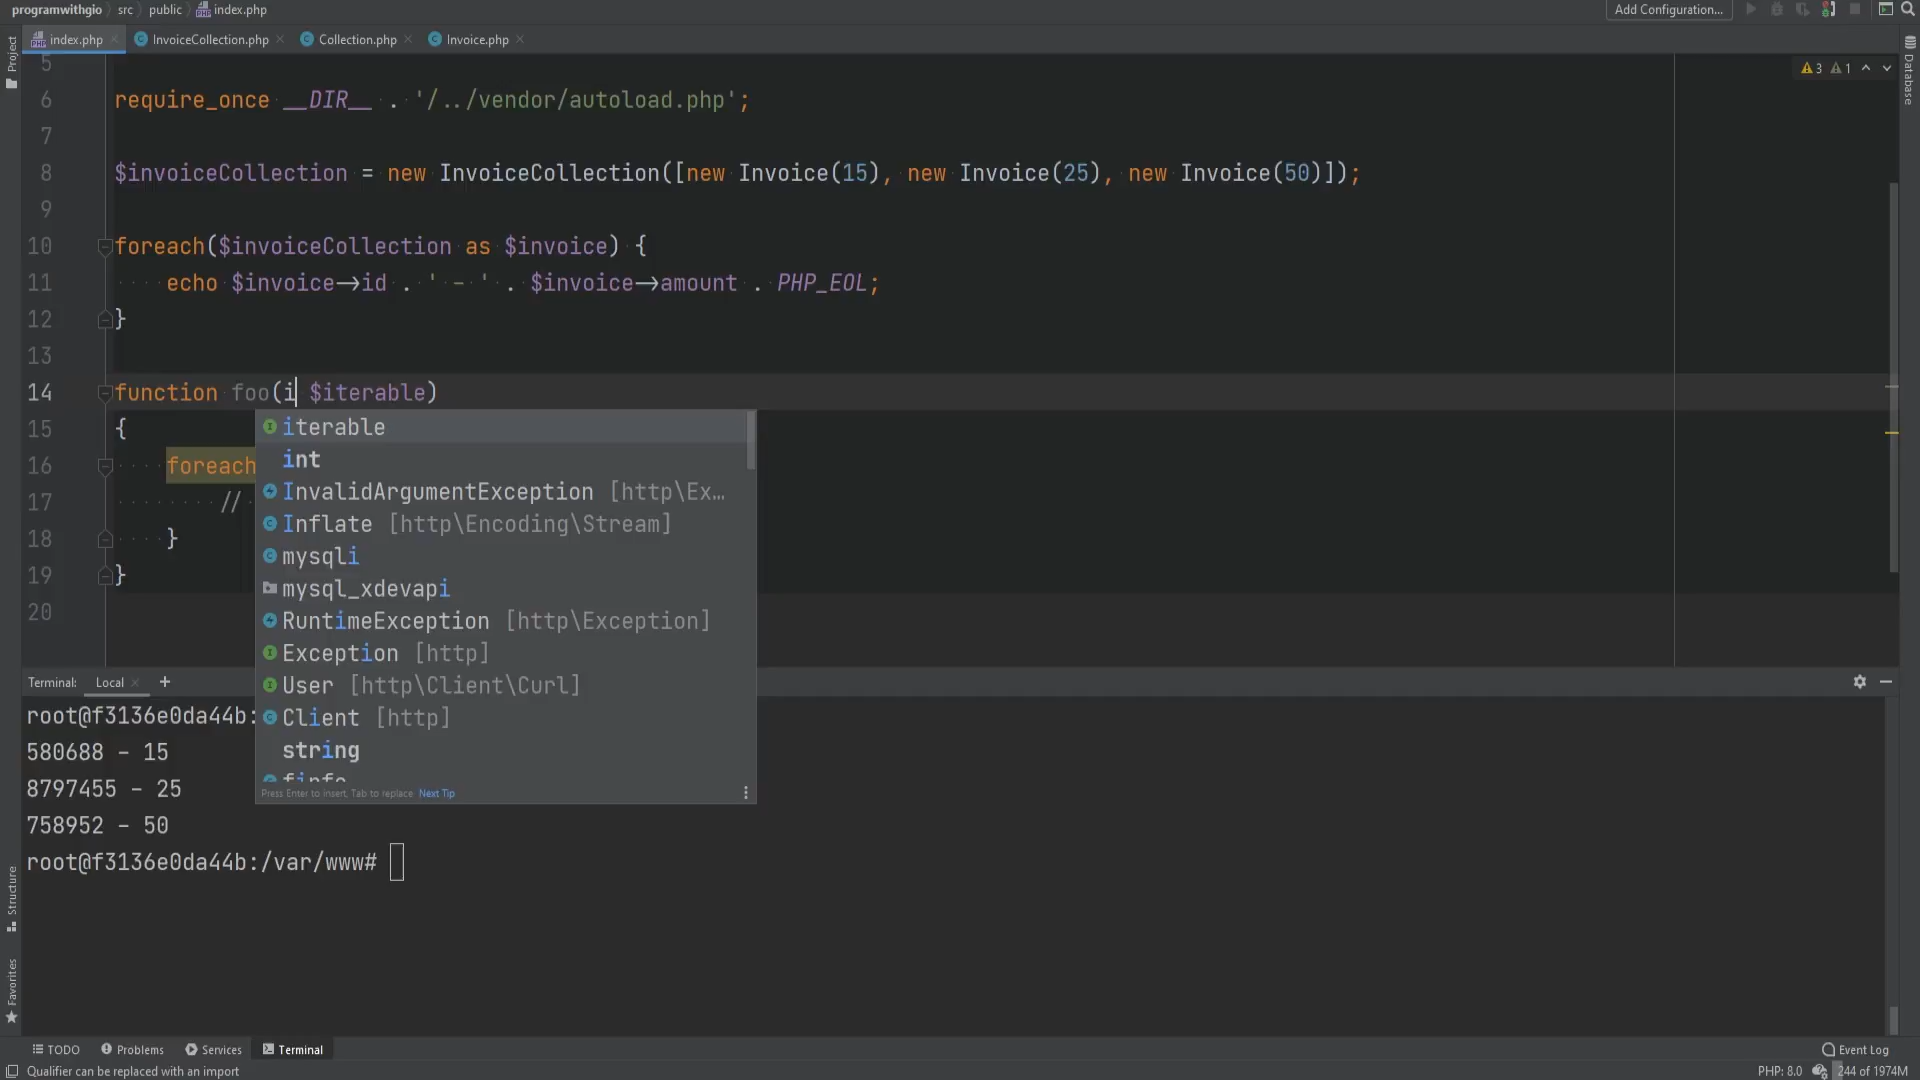 programwithgio src public index.php Add Configuration...
index.php InvoiceCollection.php Collection.php Invoice.php
Project
Database
3 1
5
6 require_once __DIR__ . '/../vendor/autoload.php';
7
8 $invoiceCollection = new InvoiceCollection([new Invoice(15), new Invoice(25), new Invoice(50)]);
9
10 foreach($invoiceCollection as $invoice) {
11 echo $invoice->id . ' - ' . $invoice->amount . PHP_EOL;
12 }
13
14 function foo(i $iterable)
15 {
16 foreach
17 //
18 }
19 }
20
iterable
int
InvalidArgumentException [http\Ex...
Inflate [http\Encoding\Stream]
mysqli
mysql_xdevapi
RuntimeException [http\Exception]
Exception [http]
User [http\Client\Curl]
Client [http]
string
finfo
Press Enter to insert, Tab to replace Next Tip
Terminal: Local +
root@f3136e0da44b:
580688 - 15
8797455 - 25
758952 - 50
root@f3136e0da44b:/var/www#
Structure
Favorites
TODO Problems Services Terminal Event Log
Qualifier can be replaced with an import PHP: 8.0 244 of 1974M